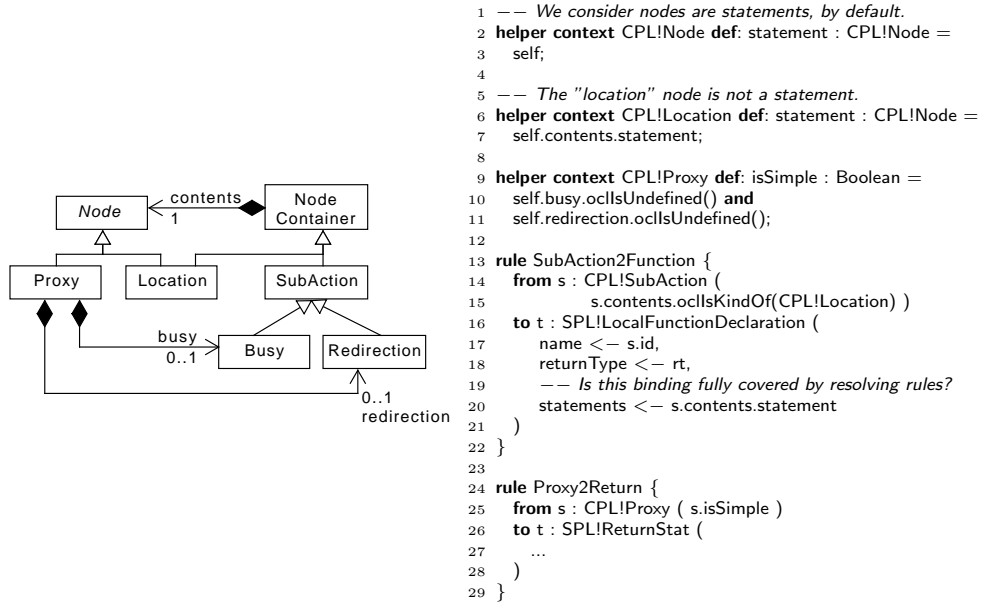 Node
contents
1
Node
Container
Proxy
Location
SubAction
busy
0..1
Busy
Redirection
0..1
redirection
1 −− We consider nodes are statements, by default.
2 helper context CPL!Node def: statement : CPL!Node =
3 self;
4
5 −− The ”location” node is not a statement.
6 helper context CPL!Location def: statement : CPL!Node =
7 self.contents.statement;
8
9 helper context CPL!Proxy def: isSimple : Boolean =
10 self.busy.oclIsUndefined() and
11 self.redirection.oclIsUndefined();
12
13 rule SubAction2Function {
14 from s : CPL!SubAction (
15 s.contents.oclIsKindOf(CPL!Location) )
16 to t : SPL!LocalFunctionDeclaration (
17 name <− s.id,
18 returnType <− rt,
19 −− Is this binding fully covered by resolving rules?
20 statements <− s.contents.statement
21 )
22 }
23
24 rule Proxy2Return {
25 from s : CPL!Proxy ( s.isSimple )
26 to t : SPL!ReturnStat (
27 ...
28 )
29 }